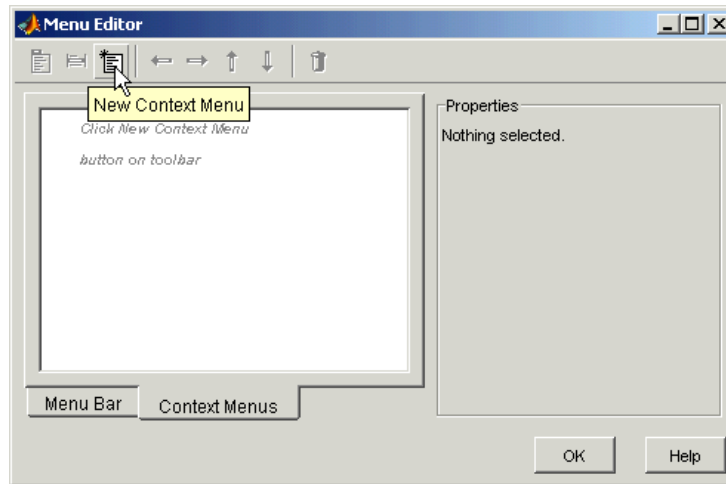 Menu Editor
New Context Menu
Click New Context Menu
button on toolbar
Properties
Nothing selected.
Menu Bar
Context Menus
OK
Help